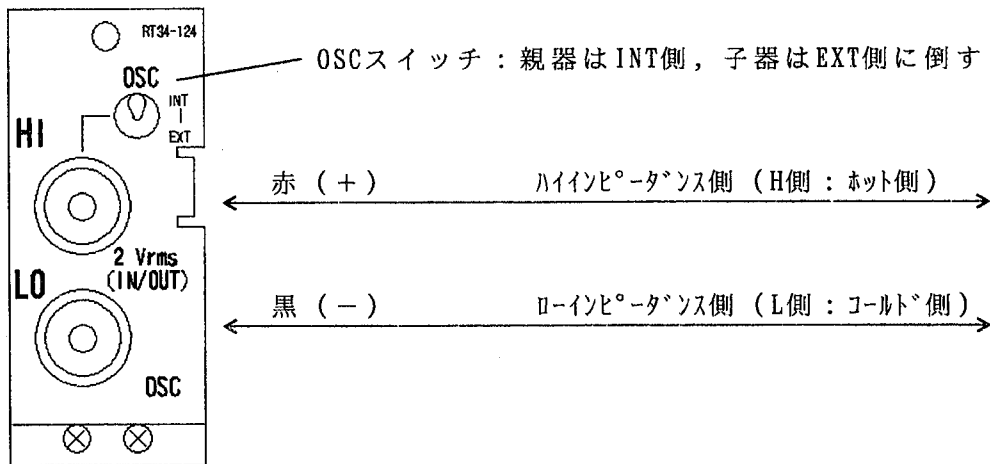 RT34-124
OSCスイッチ:親器はINT側,子器はEXT側に倒す
OSC
INT
EXT
HI
赤(+) ハイインピーダンス側(H側:ホット側)
2 Vrms
(IN/OUT)
LO
黒(-) ローインピーダンス側(L側:コールド側)
OSC